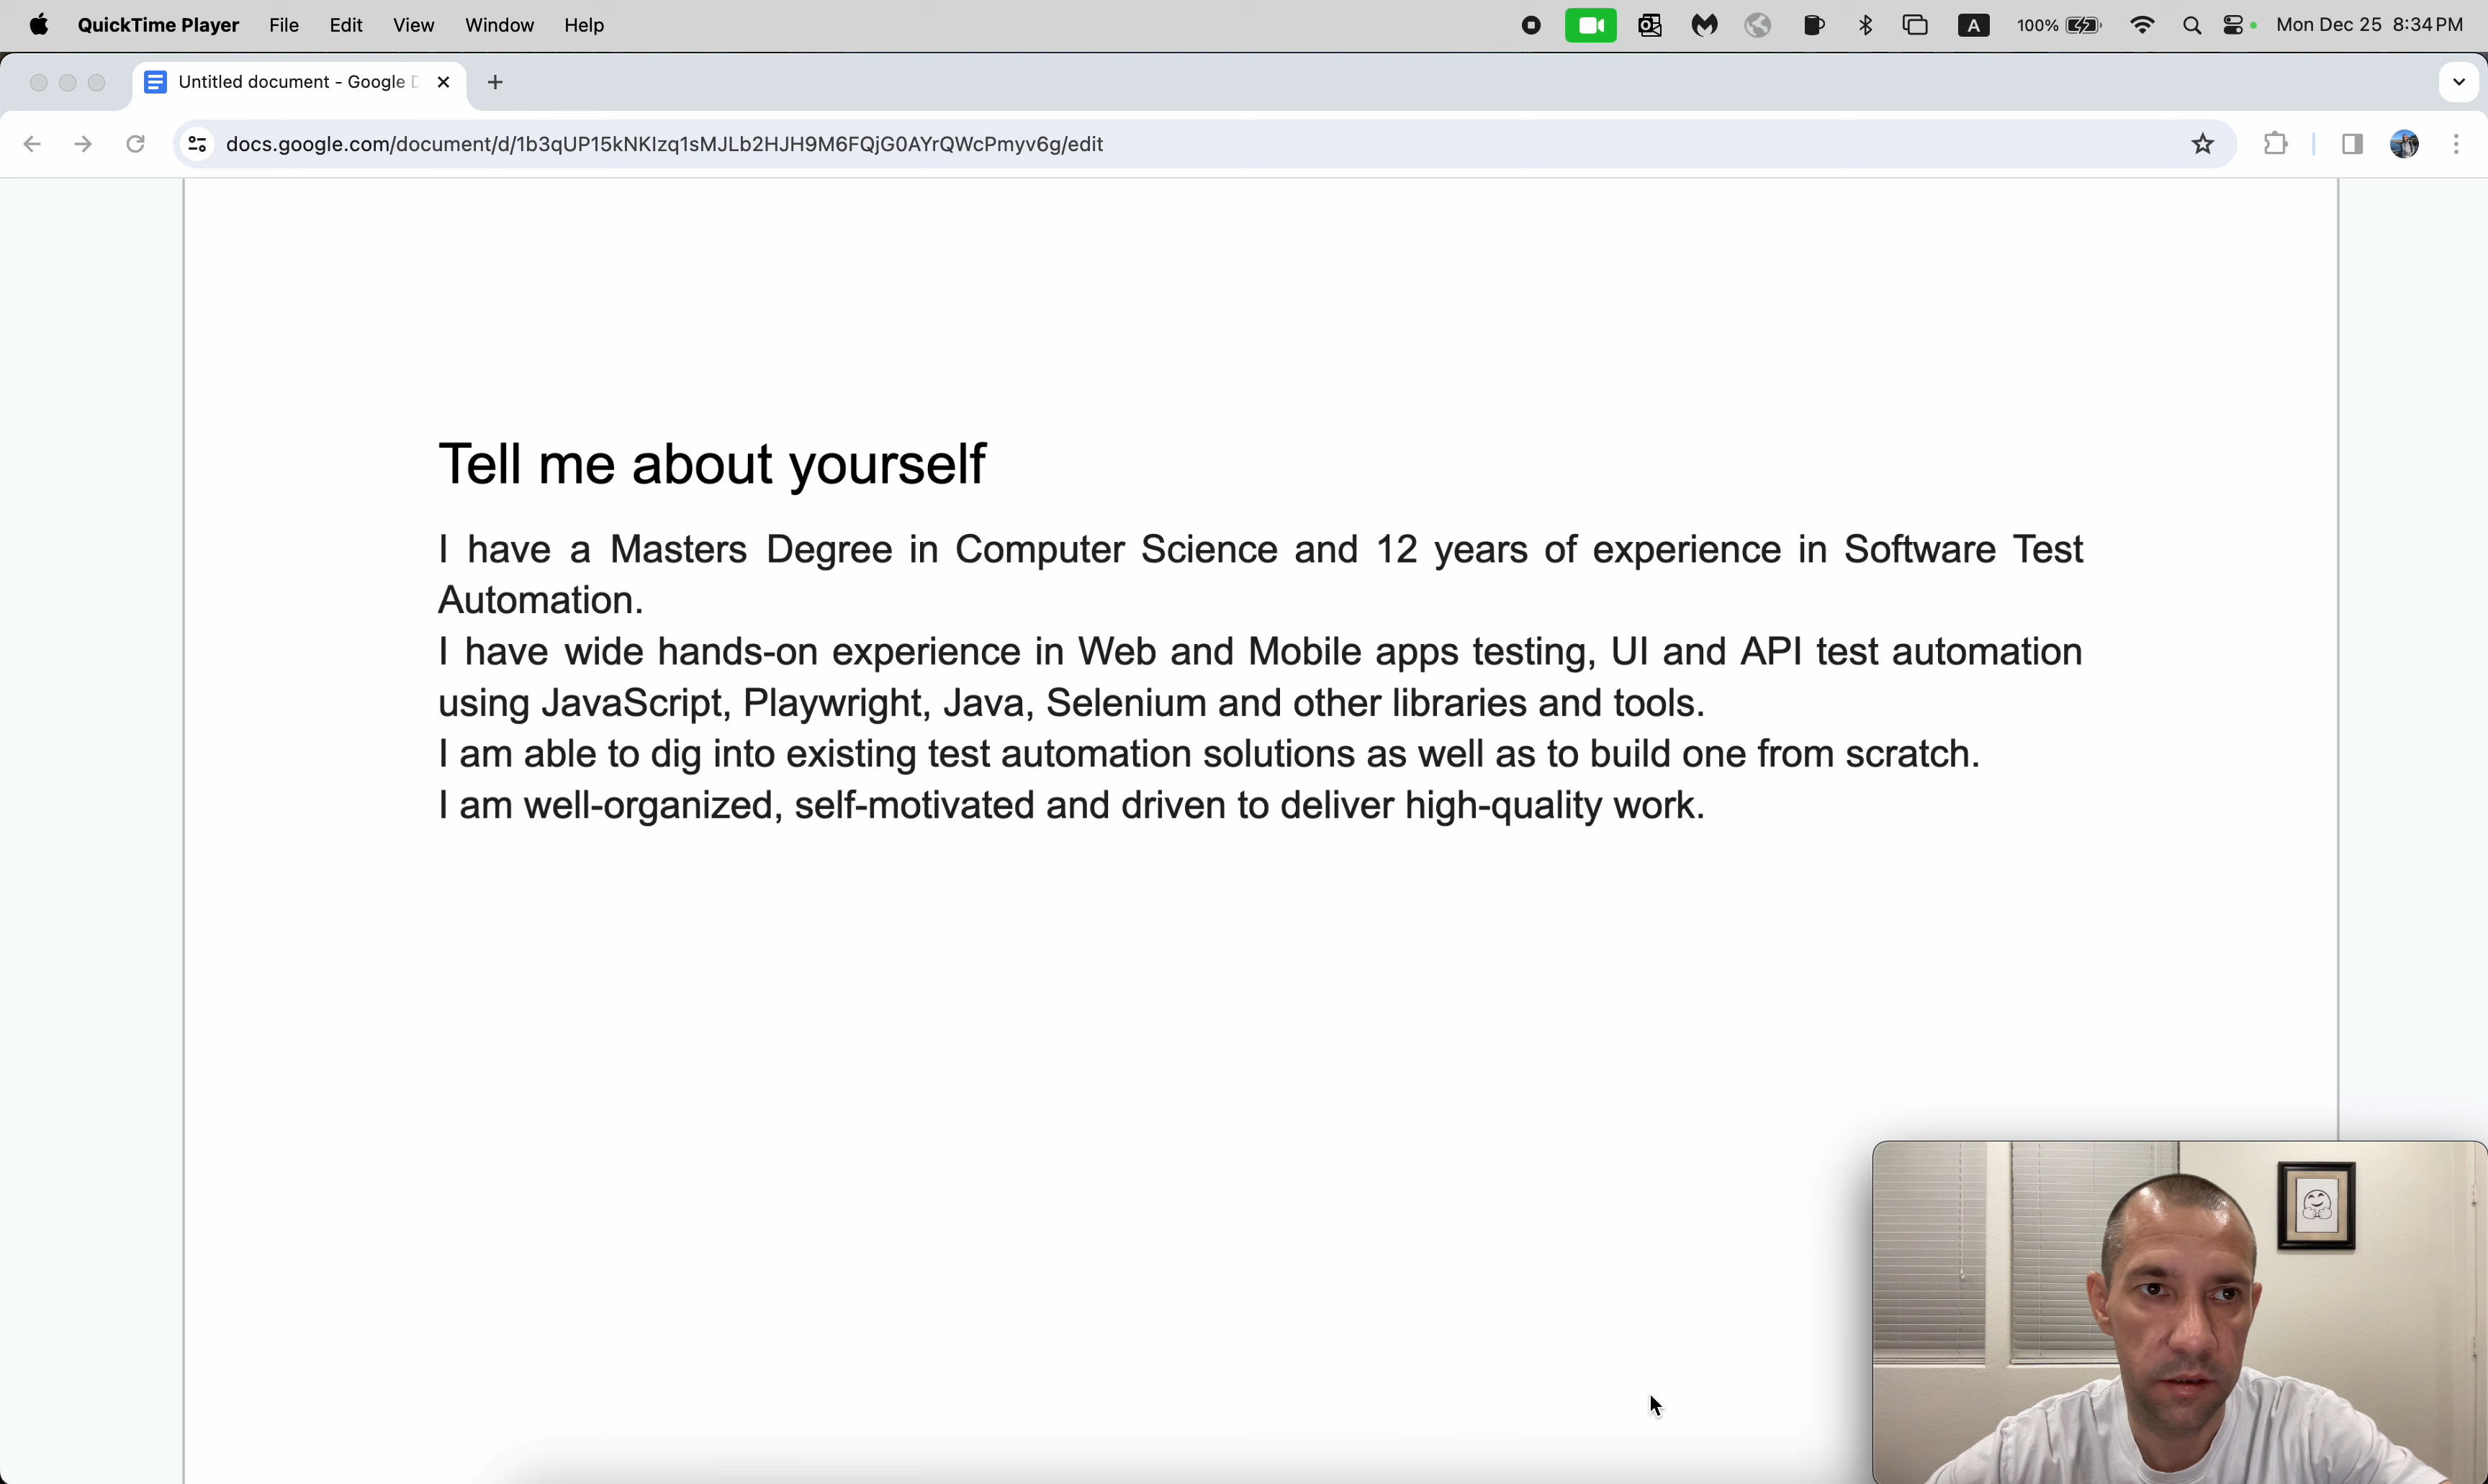 QuickTime Player File Edit View Window Help A 100% Mon Dec 25 8:34 PM
Untitled document - Google D
docs.google.com/document/d/1b3qUP15kNKIzq1sMJLb2HJH9M6FQjG0AYrQWcPmyv6g/edit
Tell me about yourself
I have a Masters Degree in Computer Science and 12 years of experience in Software Test
Automation.
I have wide hands-on experience in Web and Mobile apps testing, UI and API test automation
using JavaScript, Playwright, Java, Selenium and other libraries and tools.
I am able to dig into existing test automation solutions as well as to build one from scratch.
I am well-organized, self-motivated and driven to deliver high-quality work.